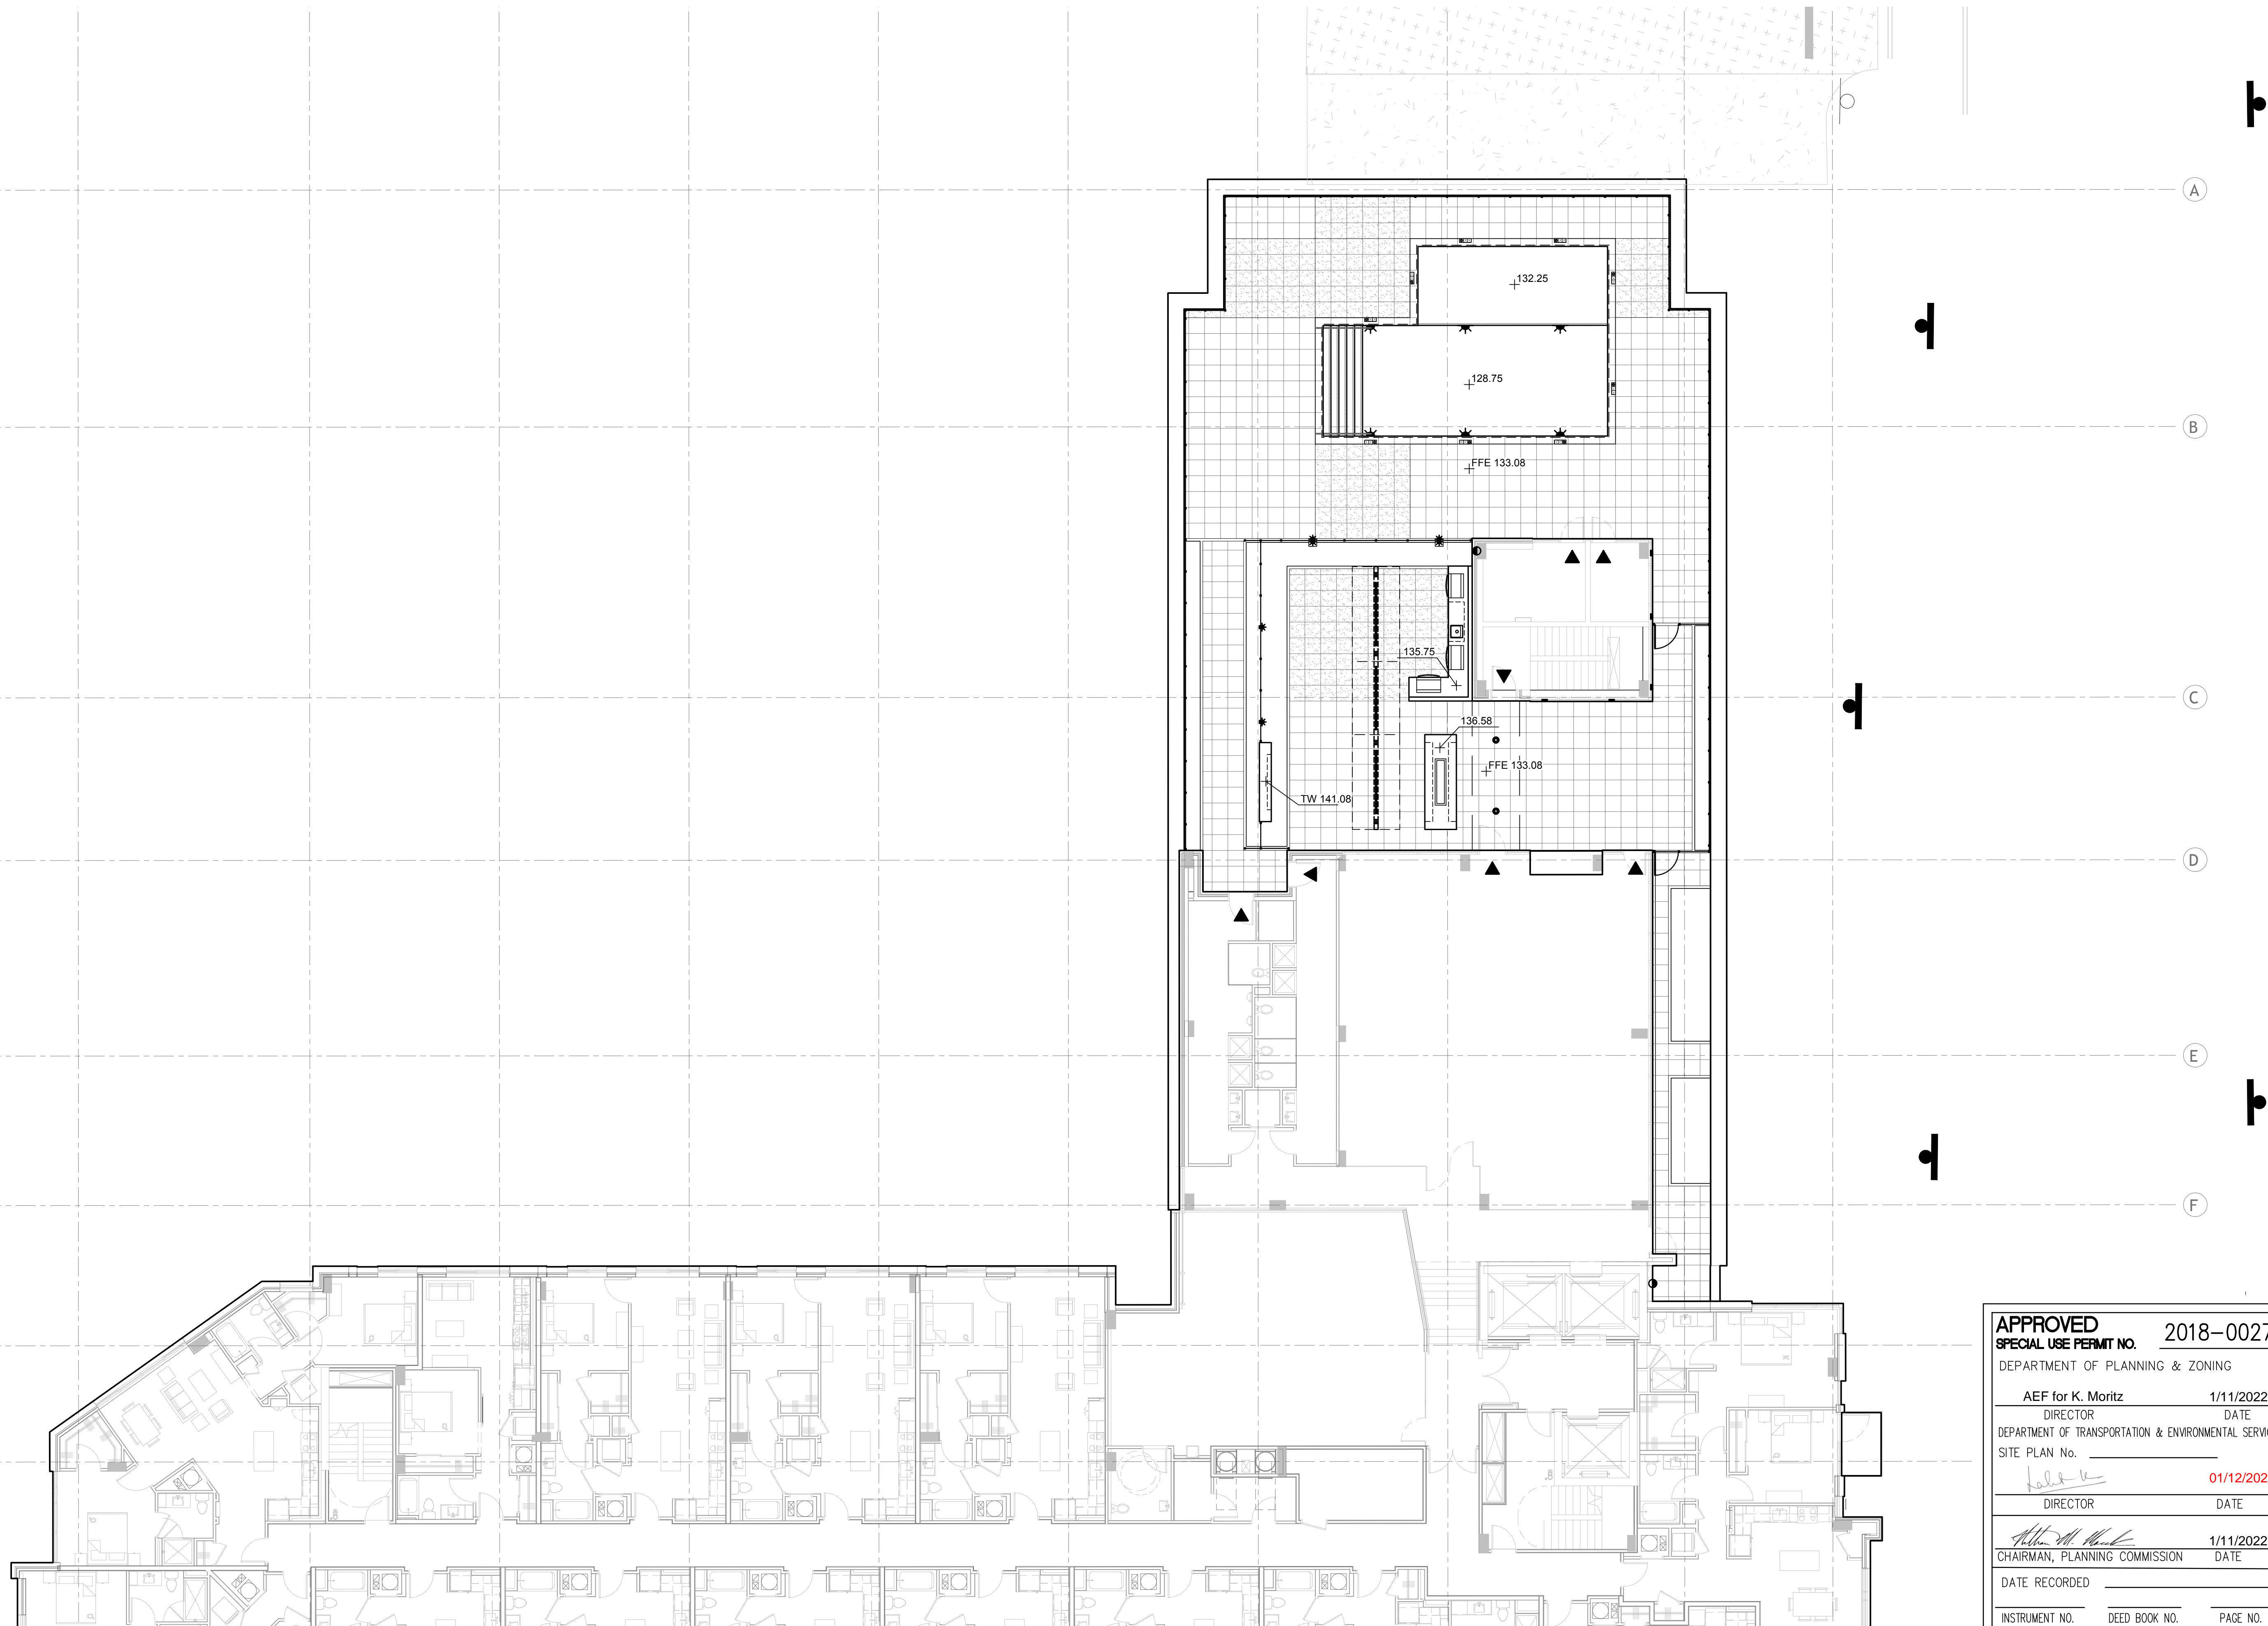 A
132.25
128.75
B
FFE 133.08
135.75
C
136.58
FFE 133.08
TW 141.08
D
E
F
APPROVED
SPECIAL USE PERMIT NO. 2018-0027
DEPARTMENT OF PLANNING & ZONING
AEF for K. Moritz 1/11/2022
DIRECTOR DATE
DEPARTMENT OF TRANSPORTATION & ENVIRONMENTAL
SITE PLAN No.
01/12/202
DIRECTOR DATE
1/11/2022
CHAIRMAN, PLANNING COMMISSION DATE
DATE RECORDED
INSTRUMENT NO. DEED BOOK NO. PAGE NO.